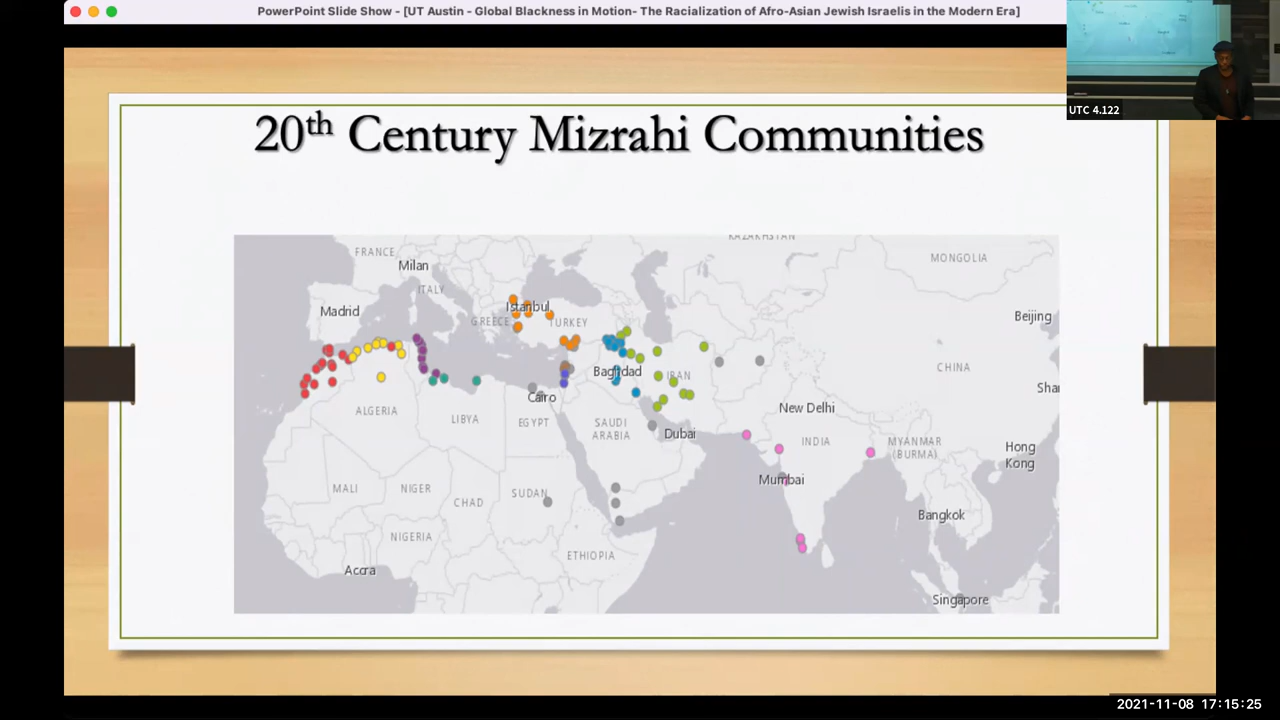 PowerPoint Slide Show - [UT Austin - Global Blackness in Motion- The Racialization of Afro-Asian Jewish Israelis in the Modern Era]
UTC 4.122
20th Century Mizrahi Communities
KAZAKHSTAN
FRANCE
MONGOLIA
Milan
ITALY
Istanbul
Madrid
Beijing
GREECE
TURKEY
CHINA
Baghdad
IRAN
Shar
Cairo
New Delhi
ALGERIA
LIBYA
EGYPT
SAUDI
ARABIA
Dubai
INDIA
MYANMAR
(BURMA)
Hong
Kong
Mumbai
MALI
NIGER
SUDAN
CHAD
Bangkok
NIGERIA
ETHIOPIA
Accra
Singapore
2021-11-08 17:15:25